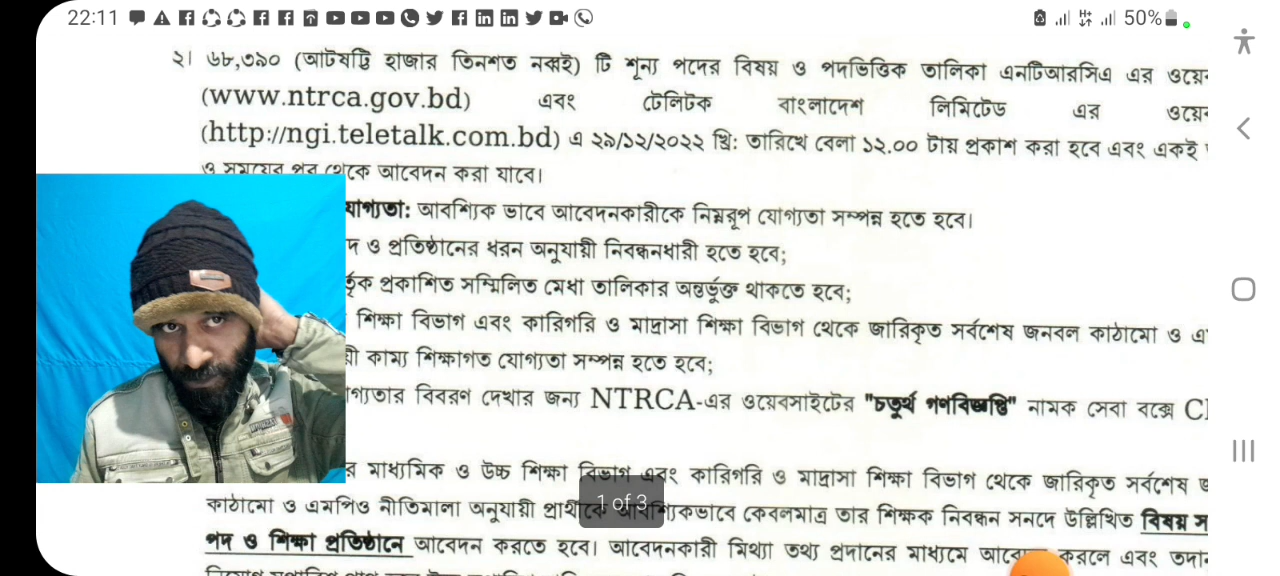 22:11
50%
২। ৬৮,৩৯০ (আটষট্টি হাজার তিনশত নব্বই) টি শূন্য পদের বিষয় ও পদভিত্তিক তালিকা এনটিআরসিএ এর
(www.ntrca.gov.bd) এবং টেলিটক বাংলাদেশ লিমিটেড এর
(http://ngi.teletalk.com.bd) এ ২৯/১২/২০২২ খ্রি: তারিখে বেলা ১২.০০ টায় প্রকাশ করা হবে এবং একই
ও সময়ের পর থেকে আবেদন করা যাবে।
আবশ্যিক ভাবে আবেদনকারীকে নিম্নরূপ যোগ্যতা সম্পন্ন হতে হবে।
ও প্রতিষ্ঠানের ধরন অনুযায়ী নিবন্ধনধারী হতে হবে;
প্রকাশিত সম্মিলিত মেধা তালিকার অন্তর্ভুক্ত থাকতে হবে;
শিক্ষা বিভাগ এবং কারিগরি ও মাদ্রাসা শিক্ষা বিভাগ থেকে জারিকৃত সর্বশেষ জনবল কাঠামো ও
কাম্য শিক্ষাগত যোগ্যতা সম্পন্ন হতে হবে;
বিবরণ দেখার জন্য NTRCA-এর ওয়েবসাইটের "চতুর্থ গণবিজ্ঞপ্তি" নামক সেবা বক্সে
মাধ্যমিক ও উচ্চ শিক্ষা বিভাগ এবং কারিগরি ও মাদ্রাসা শিক্ষা বিভাগ থেকে জারিকৃত সর্বশেষ
1 of 3
কাঠামো ও এমপিও নীতিমালা অনুযায়ী প্রার্থীকে আবশ্যিকভাবে কেবলমাত্র তার শিক্ষক নিবন্ধন সনদে উল্লিখিত বিষয়
পদ ও শিক্ষা প্রতিষ্ঠানে আবেদন করতে হবে। আবেদনকারী মিথ্যা তথ্য প্রদানের মাধ্যমে করলে এবং